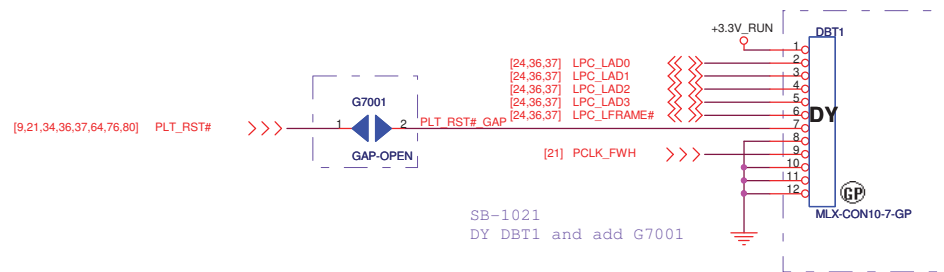 +3.3V_RUN
DBT1
1
[24,36,37] LPC_LAD0 2
[24,36,37] LPC_LAD1 3
[24,36,37] LPC_LAD2 4
[24,36,37] LPC_LAD3 5
[24,36,37] LPC_LFRAME# 6
DY
G7001
[9,21,34,36,37,64,76,80] PLT_RST# 1 2 PLT_RST#_GAP 7
GAP-OPEN
8
[21] PCLK_FWH 9
10
11
12
GP
MLX-CON10-7-GP
SB-1021
DY DBT1 and add G7001